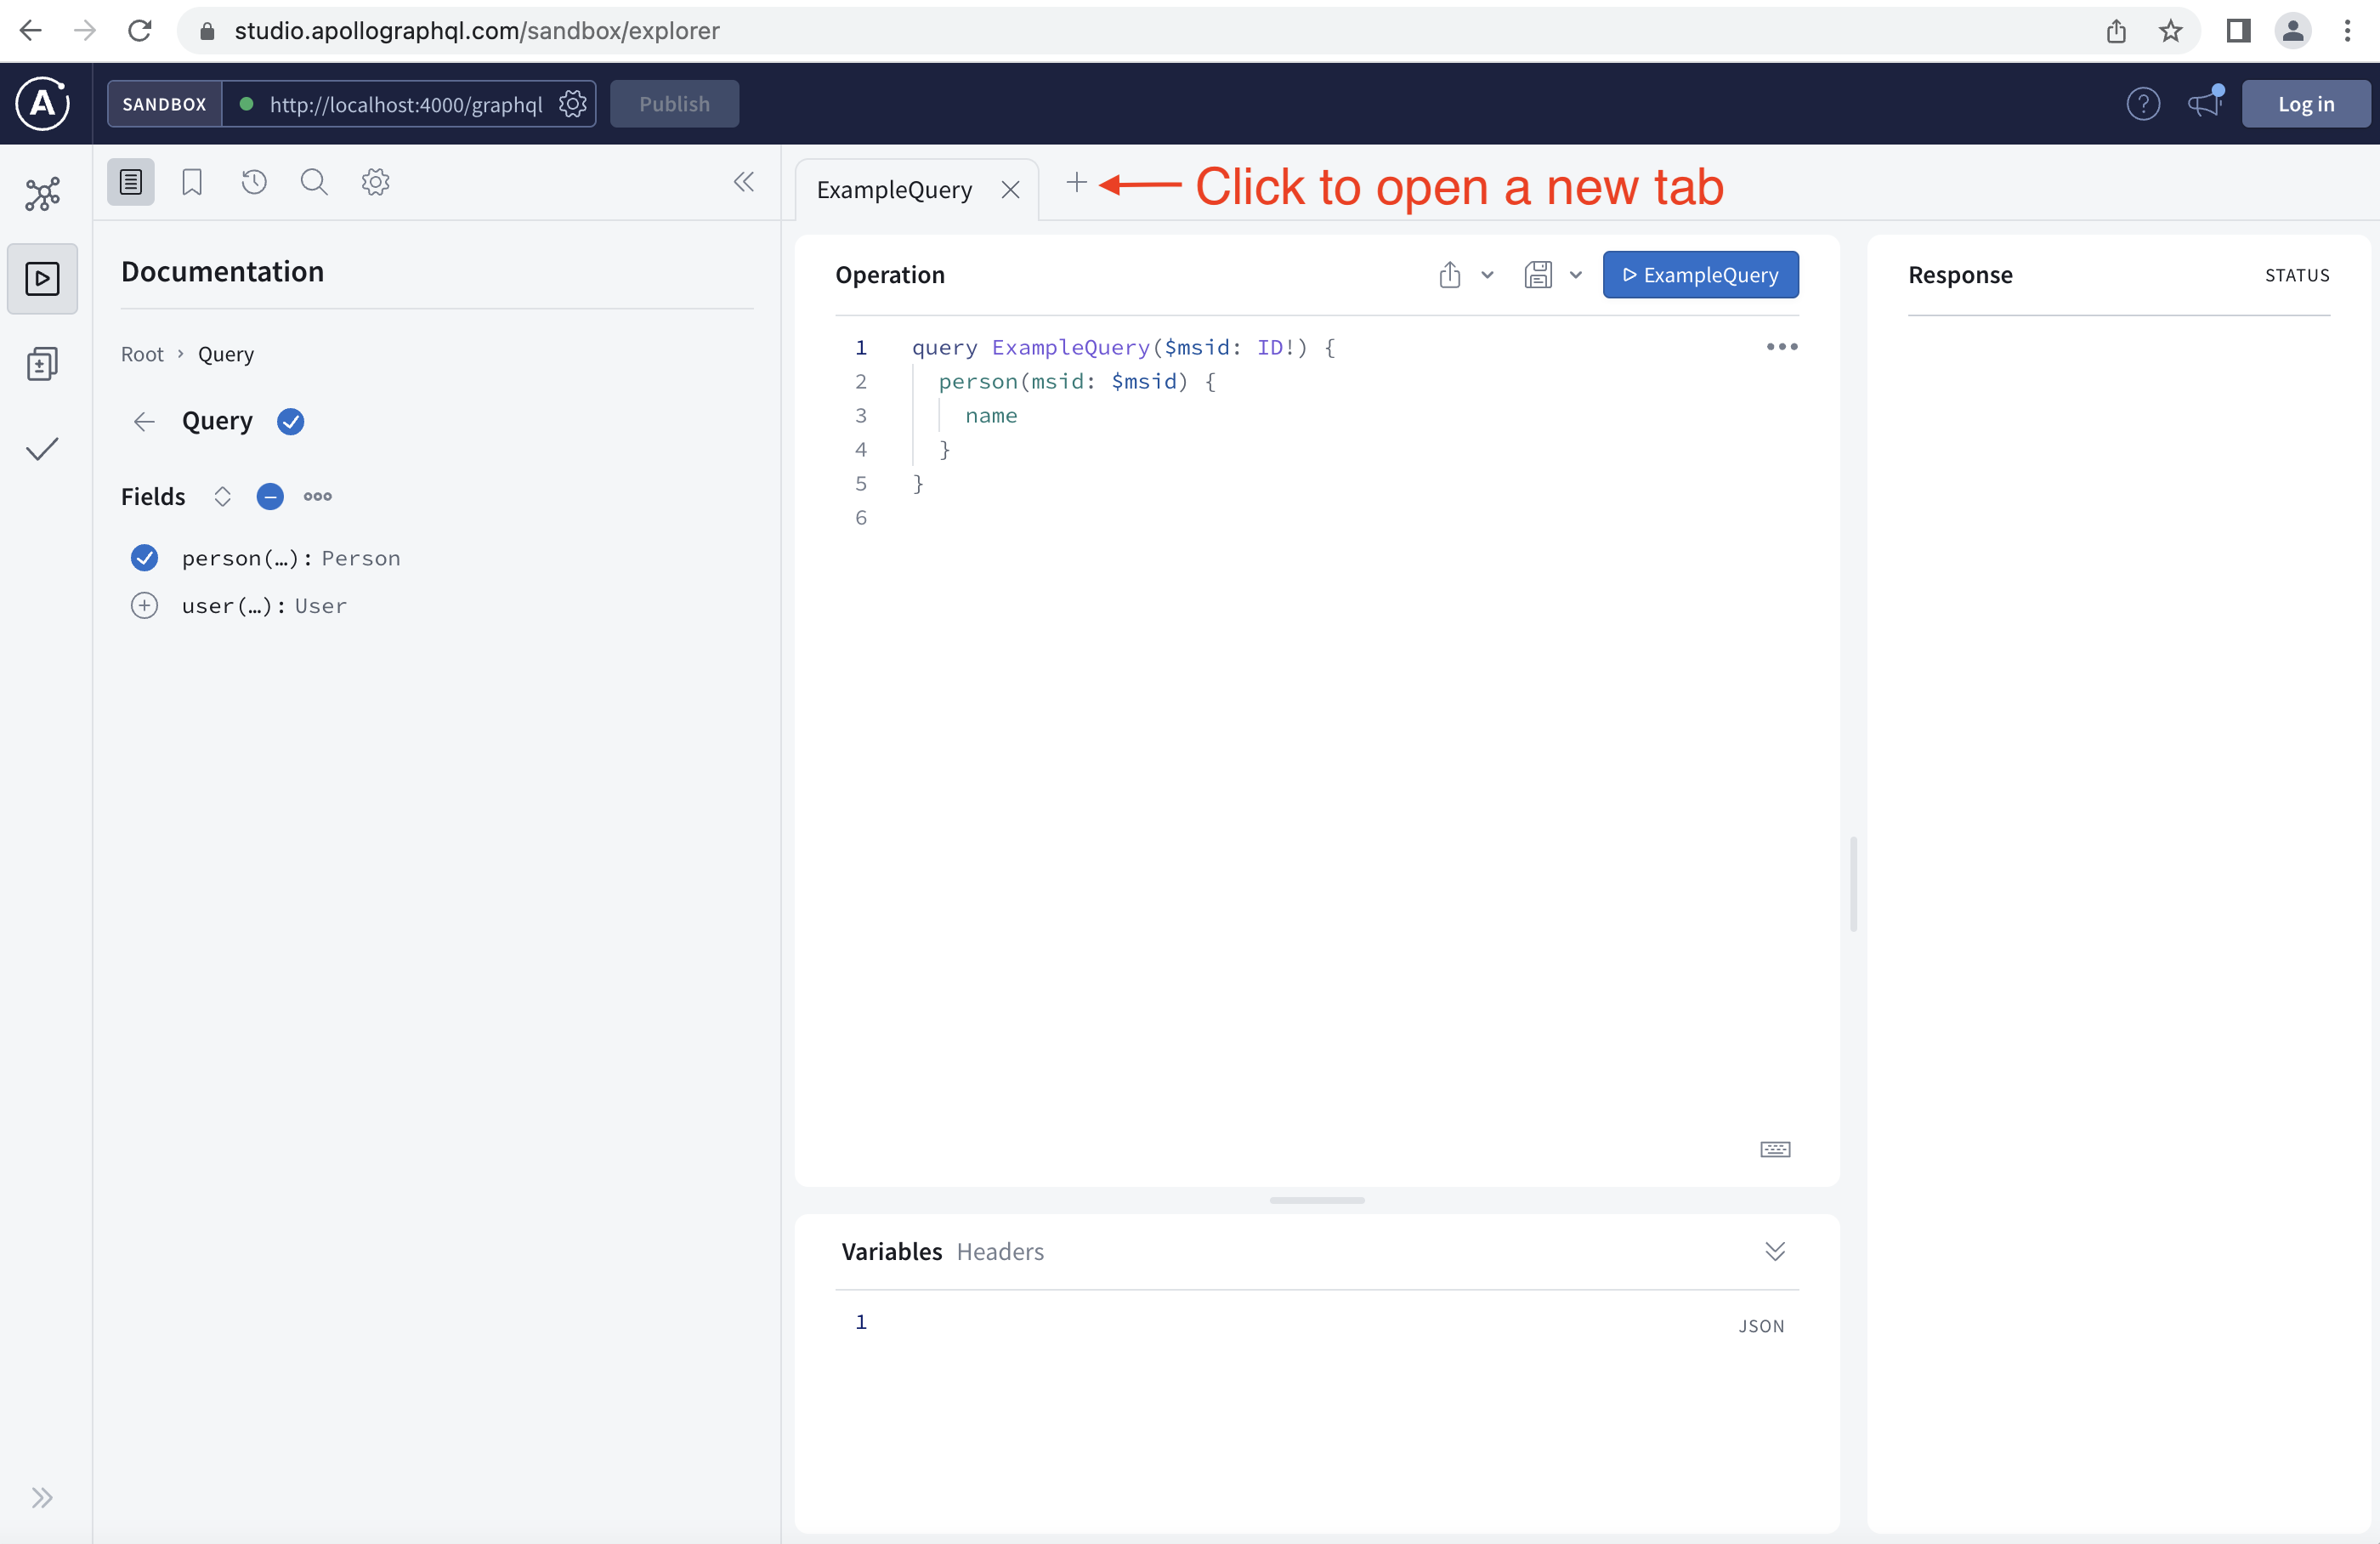 studio.apollographql.com/sandbox/explorer
A SANDBOX http://localhost:4000/graphql Publish ? Log in
ExampleQuery Click to open a new tab
Documentation
Root › Query
Query
Fields
person(…): Person
user(…): User
Operation ExampleQuery
1 query ExampleQuery($msid: ID!) {
2 person(msid: $msid) {
3 name
4 }
5 }
6
Variables Headers
1 JSON
Response STATUS